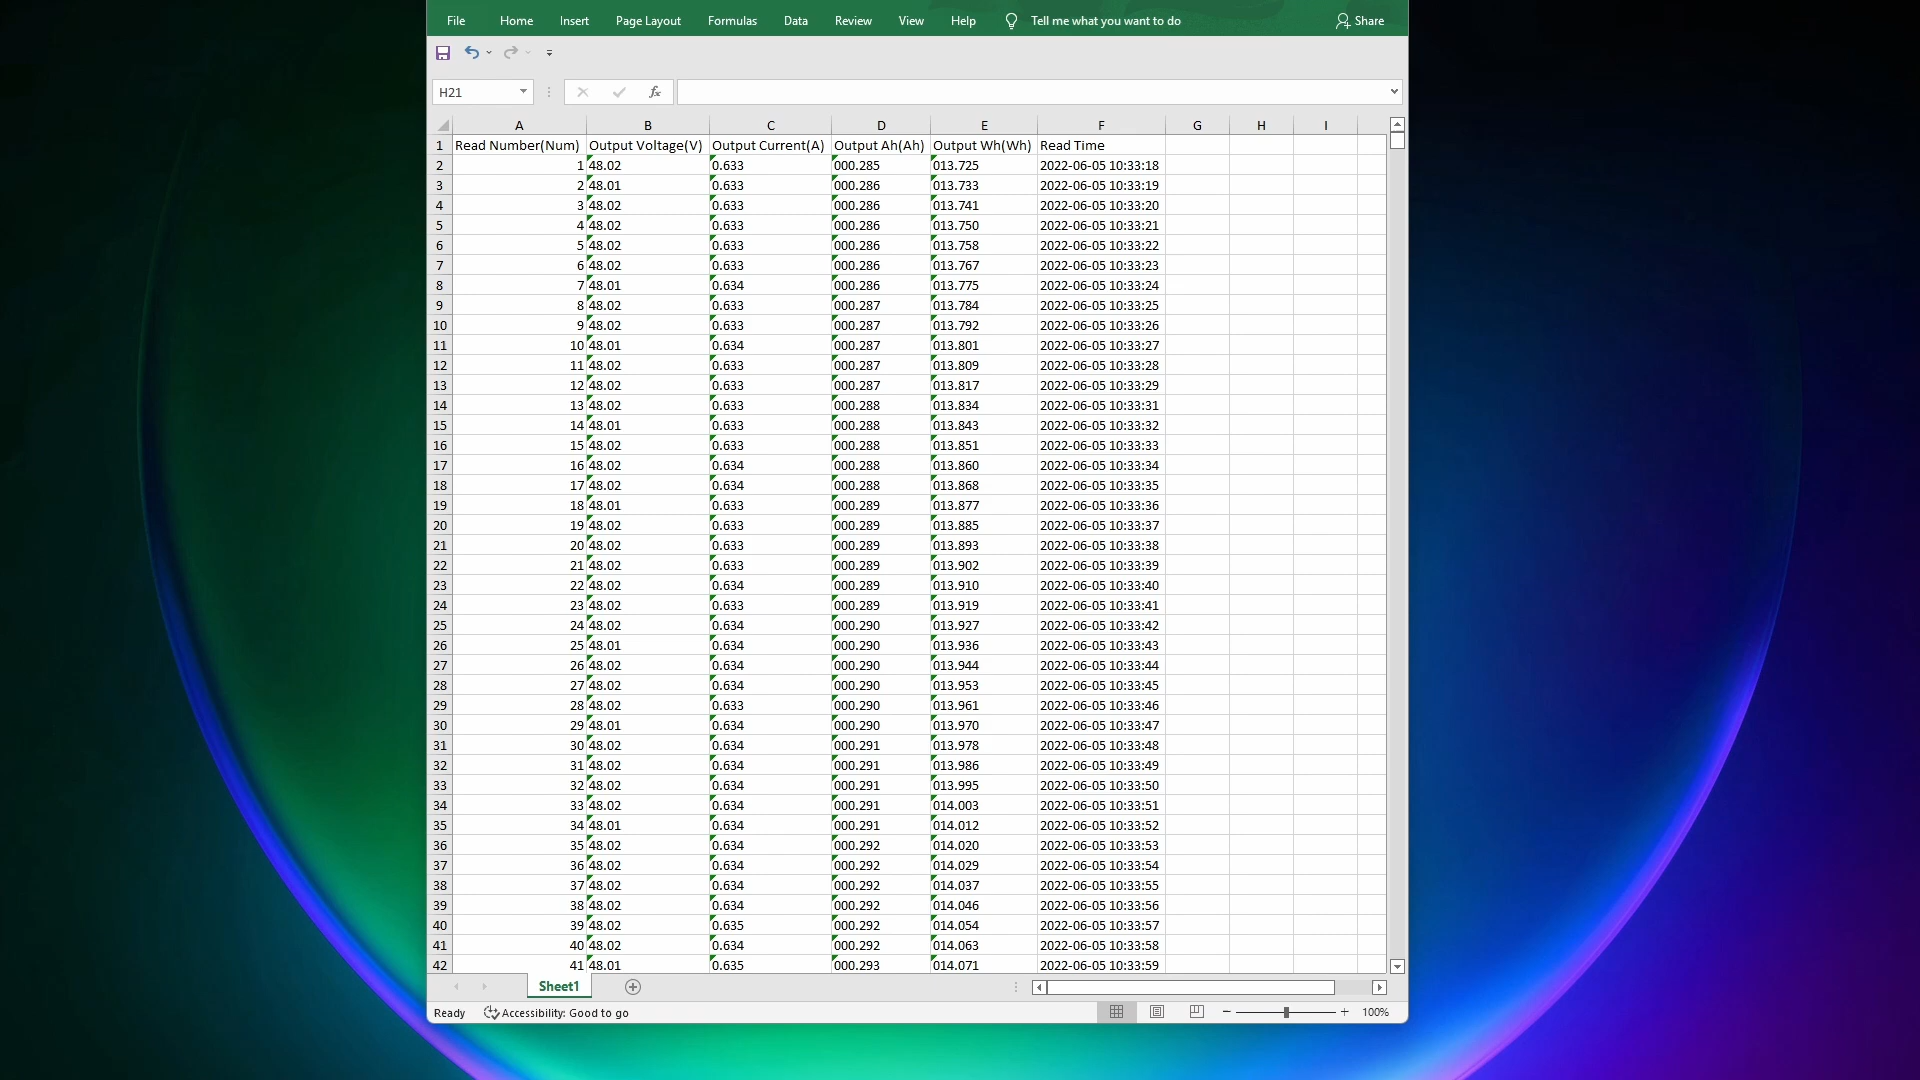 File Home Insert Page Layout Formulas Data Review View Help Tell me what you want to do Share
H21 fx
A B C D E F G H I
1 Read Number(Num) Output Voltage(V) Output Current(A) Output Ah(Ah) Output Wh(Wh) Read Time
2 1 48.02 0.633 000.285 013.725 2022-06-05 10:33:18
3 2 48.01 0.633 000.286 013.733 2022-06-05 10:33:19
4 3 48.02 0.633 000.286 013.741 2022-06-05 10:33:20
5 4 48.02 0.633 000.286 013.750 2022-06-05 10:33:21
6 5 48.02 0.633 000.286 013.758 2022-06-05 10:33:22
7 6 48.02 0.633 000.286 013.767 2022-06-05 10:33:23
8 7 48.01 0.634 000.286 013.775 2022-06-05 10:33:24
9 8 48.02 0.633 000.287 013.784 2022-06-05 10:33:25
10 9 48.02 0.633 000.287 013.792 2022-06-05 10:33:26
11 10 48.01 0.634 000.287 013.801 2022-06-05 10:33:27
12 11 48.02 0.633 000.287 013.809 2022-06-05 10:33:28
13 12 48.02 0.633 000.287 013.817 2022-06-05 10:33:29
14 13 48.02 0.633 000.288 013.834 2022-06-05 10:33:31
15 14 48.01 0.633 000.288 013.843 2022-06-05 10:33:32
16 15 48.02 0.633 000.288 013.851 2022-06-05 10:33:33
17 16 48.02 0.634 000.288 013.860 2022-06-05 10:33:34
18 17 48.02 0.634 000.288 013.868 2022-06-05 10:33:35
19 18 48.01 0.633 000.289 013.877 2022-06-05 10:33:36
20 19 48.02 0.633 000.289 013.885 2022-06-05 10:33:37
21 20 48.02 0.633 000.289 013.893 2022-06-05 10:33:38
22 21 48.02 0.633 000.289 013.902 2022-06-05 10:33:39
23 22 48.02 0.634 000.289 013.910 2022-06-05 10:33:40
24 23 48.02 0.633 000.289 013.919 2022-06-05 10:33:41
25 24 48.02 0.634 000.290 013.927 2022-06-05 10:33:42
26 25 48.01 0.634 000.290 013.936 2022-06-05 10:33:43
27 26 48.02 0.634 000.290 013.944 2022-06-05 10:33:44
28 27 48.02 0.634 000.290 013.953 2022-06-05 10:33:45
29 28 48.02 0.633 000.290 013.961 2022-06-05 10:33:46
30 29 48.01 0.634 000.290 013.970 2022-06-05 10:33:47
31 30 48.02 0.634 000.291 013.978 2022-06-05 10:33:48
32 31 48.02 0.634 000.291 013.986 2022-06-05 10:33:49
33 32 48.02 0.634 000.291 013.995 2022-06-05 10:33:50
34 33 48.02 0.634 000.291 014.003 2022-06-05 10:33:51
35 34 48.01 0.634 000.291 014.012 2022-06-05 10:33:52
36 35 48.02 0.634 000.292 014.020 2022-06-05 10:33:53
37 36 48.02 0.634 000.292 014.029 2022-06-05 10:33:54
38 37 48.02 0.634 000.292 014.037 2022-06-05 10:33:55
39 38 48.02 0.634 000.292 014.046 2022-06-05 10:33:56
40 39 48.02 0.635 000.292 014.054 2022-06-05 10:33:57
41 40 48.02 0.634 000.292 014.063 2022-06-05 10:33:58
42 41 48.01 0.635 000.293 014.071 2022-06-05 10:33:59
Sheet1
Ready Accessibility: Good to go 100%